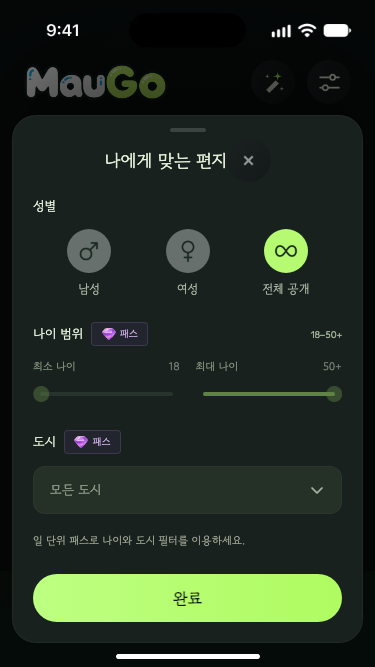 9:41
MauGo
나에게 맞는 편지
성별
남성 여성 전체 공개
나이 범위 패스 18–50+
최소 나이 18 최대 나이 50+
도시 패스
모든 도시
일 단위 패스로 나이와 도시 필터를 이용하세요.
완료